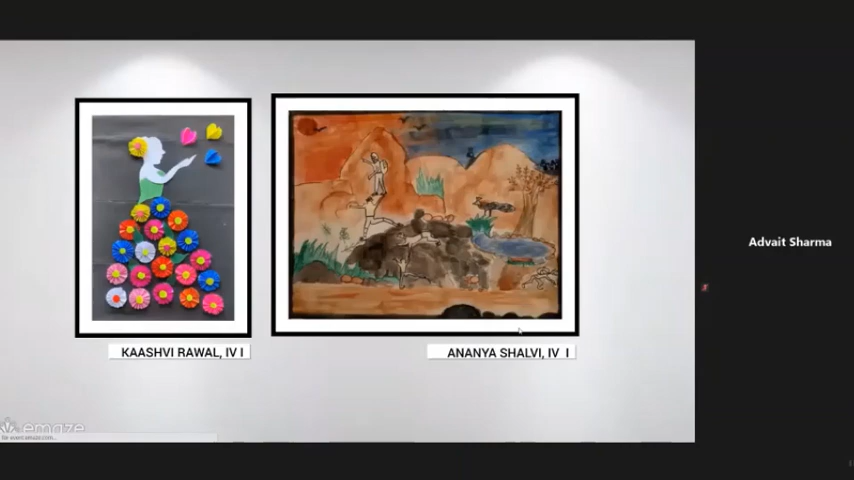 KAASHVI RAWAL, IV I
ANANYA SHALVI, IV I
Advait Sharma
emaze